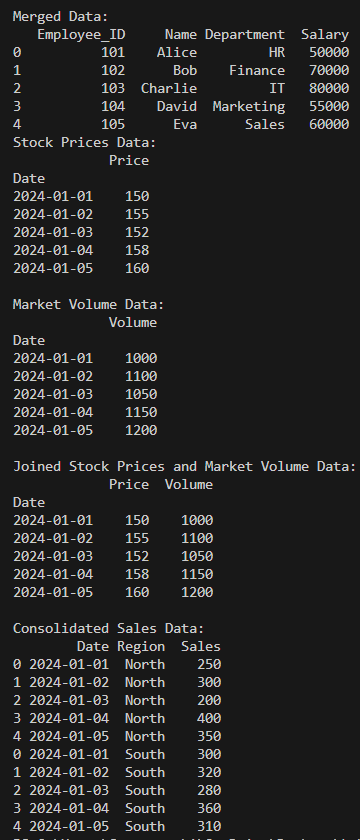 Merged Data:
Employee_ID Name Department Salary
0 101 Alice HR 50000
1 102 Bob Finance 70000
2 103 Charlie IT 80000
3 104 David Marketing 55000
4 105 Eva Sales 60000
Stock Prices Data:
Price
Date
2024-01-01 150
2024-01-02 155
2024-01-03 152
2024-01-04 158
2024-01-05 160
Market Volume Data:
Volume
Date
2024-01-01 1000
2024-01-02 1100
2024-01-03 1050
2024-01-04 1150
2024-01-05 1200
Joined Stock Prices and Market Volume Data:
Price Volume
Date
2024-01-01 150 1000
2024-01-02 155 1100
2024-01-03 152 1050
2024-01-04 158 1150
2024-01-05 160 1200
Consolidated Sales Data:
Date Region Sales
0 2024-01-01 North 250
1 2024-01-02 North 300
2 2024-01-03 North 200
3 2024-01-04 North 400
4 2024-01-05 North 350
0 2024-01-01 South 300
1 2024-01-02 South 320
2 2024-01-03 South 280
3 2024-01-04 South 360
4 2024-01-05 South 310